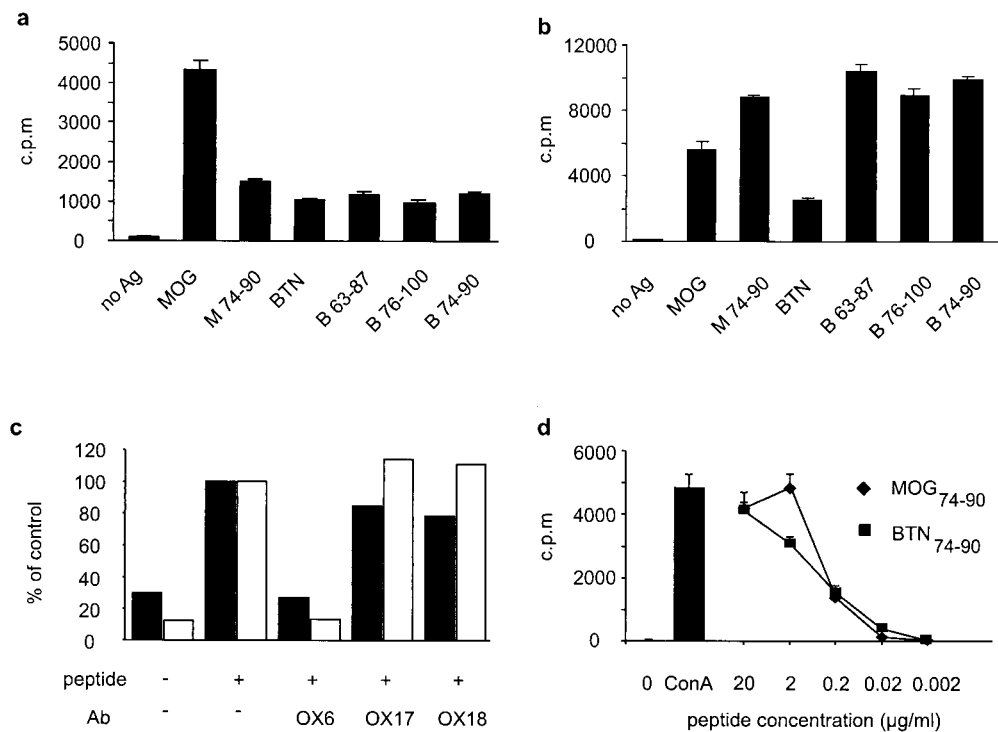 a
5000
4000
3000
2000
1000
0
c.p.m
no Ag
MOG
M 74-90
BTN
B 63-87
B 76-100
B 74-90
b
12000
8000
4000
0
c.p.m
no Ag
MOG
M 74-90
BTN
B 63-87
B 76-100
B 74-90
c
120
100
80
60
40
20
0
% of control
peptide - + + + +
Ab - - OX6 OX17 OX18
d
6000
4000
2000
0
c.p.m
MOG74-90
BTN74-90
0 ConA 20 2 0.2 0.02 0.002
peptide concentration (µg/ml)